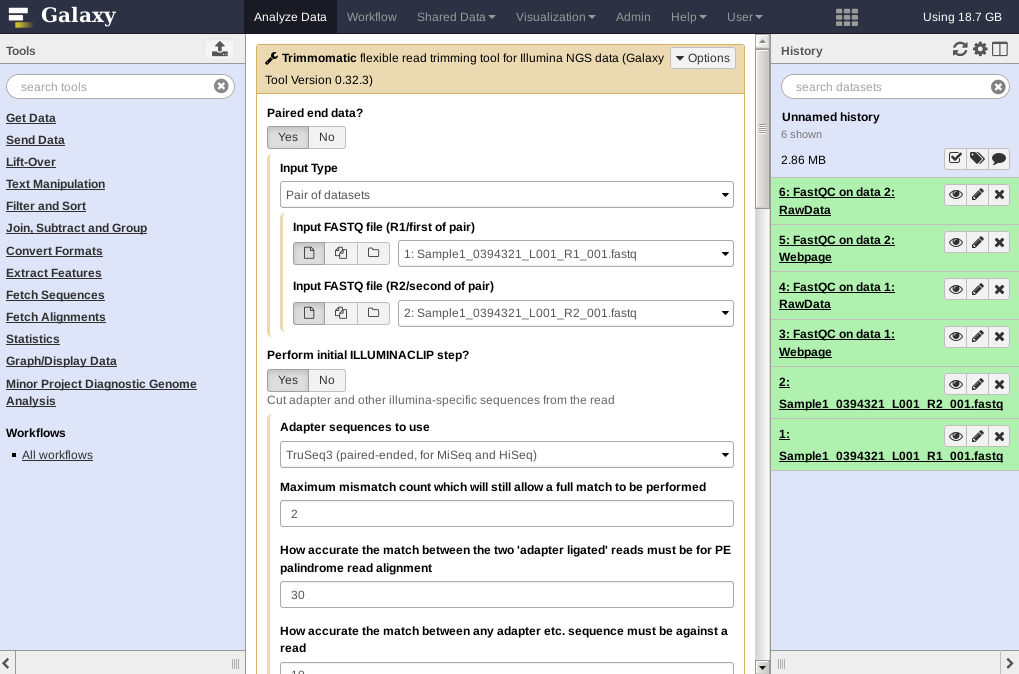 Galaxy
Analyze Data
Workflow
Shared Data
Visualization
Admin
Help
User
Using 18.7 GB
Tools
search tools
Get Data
Send Data
Lift-Over
Text Manipulation
Filter and Sort
Join, Subtract and Group
Convert Formats
Extract Features
Fetch Sequences
Fetch Alignments
Statistics
Graph/Display Data
Minor Project Diagnostic Genome
Analysis
Workflows
All workflows
Trimmomatic flexible read trimming tool for Illumina NGS data (Galaxy
Tool Version 0.32.3)
Options
Paired end data?
Yes No
Input Type
Pair of datasets
Input FASTQ file (R1/first of pair)
1: Sample1_0394321_L001_R1_001.fastq
Input FASTQ file (R2/second of pair)
2: Sample1_0394321_L001_R2_001.fastq
Perform initial ILLUMINACLIP step?
Yes No
Cut adapter and other illumina-specific sequences from the read
Adapter sequences to use
TruSeq3 (paired-ended, for MiSeq and HiSeq)
Maximum mismatch count which will still allow a full match to be performed
2
How accurate the match between the two 'adapter ligated' reads must be for PE
palindrome read alignment
30
How accurate the match between any adapter etc. sequence must be against a
read
10
History
search datasets
Unnamed history
6 shown
2.86 MB
6: FastQC on data 2:
RawData
5: FastQC on data 2:
Webpage
4: FastQC on data 1:
RawData
3: FastQC on data 1:
Webpage
2:
Sample1_0394321_L001_R2_001.fastq
1:
Sample1_0394321_L001_R1_001.fastq